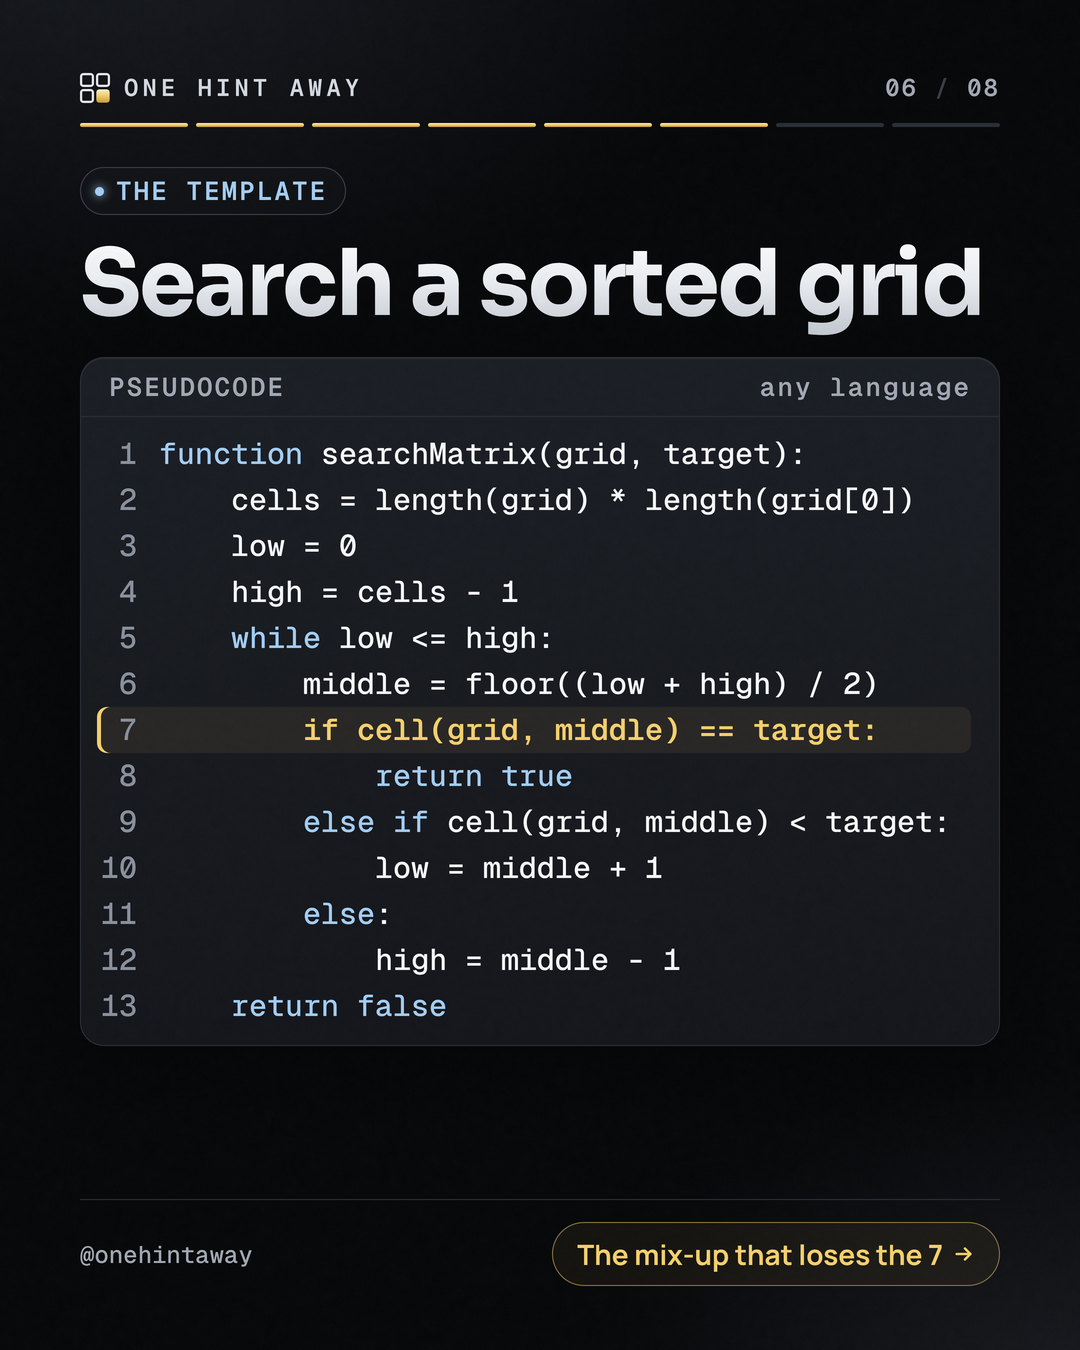 ONE HINT AWAY
06 / 08
THE TEMPLATE
Search a sorted grid
PSEUDOCODE
any language
1 function searchMatrix(grid, target):
2     cells = length(grid) * length(grid[0])
3     low = 0
4     high = cells - 1
5     while low <= high:
6         middle = floor((low + high) / 2)
7         if cell(grid, middle) == target:
8             return true
9         else if cell(grid, middle) < target:
10             low = middle + 1
11         else:
12             high = middle - 1
13     return false
@onehintaway
The mix-up that loses the 7 →